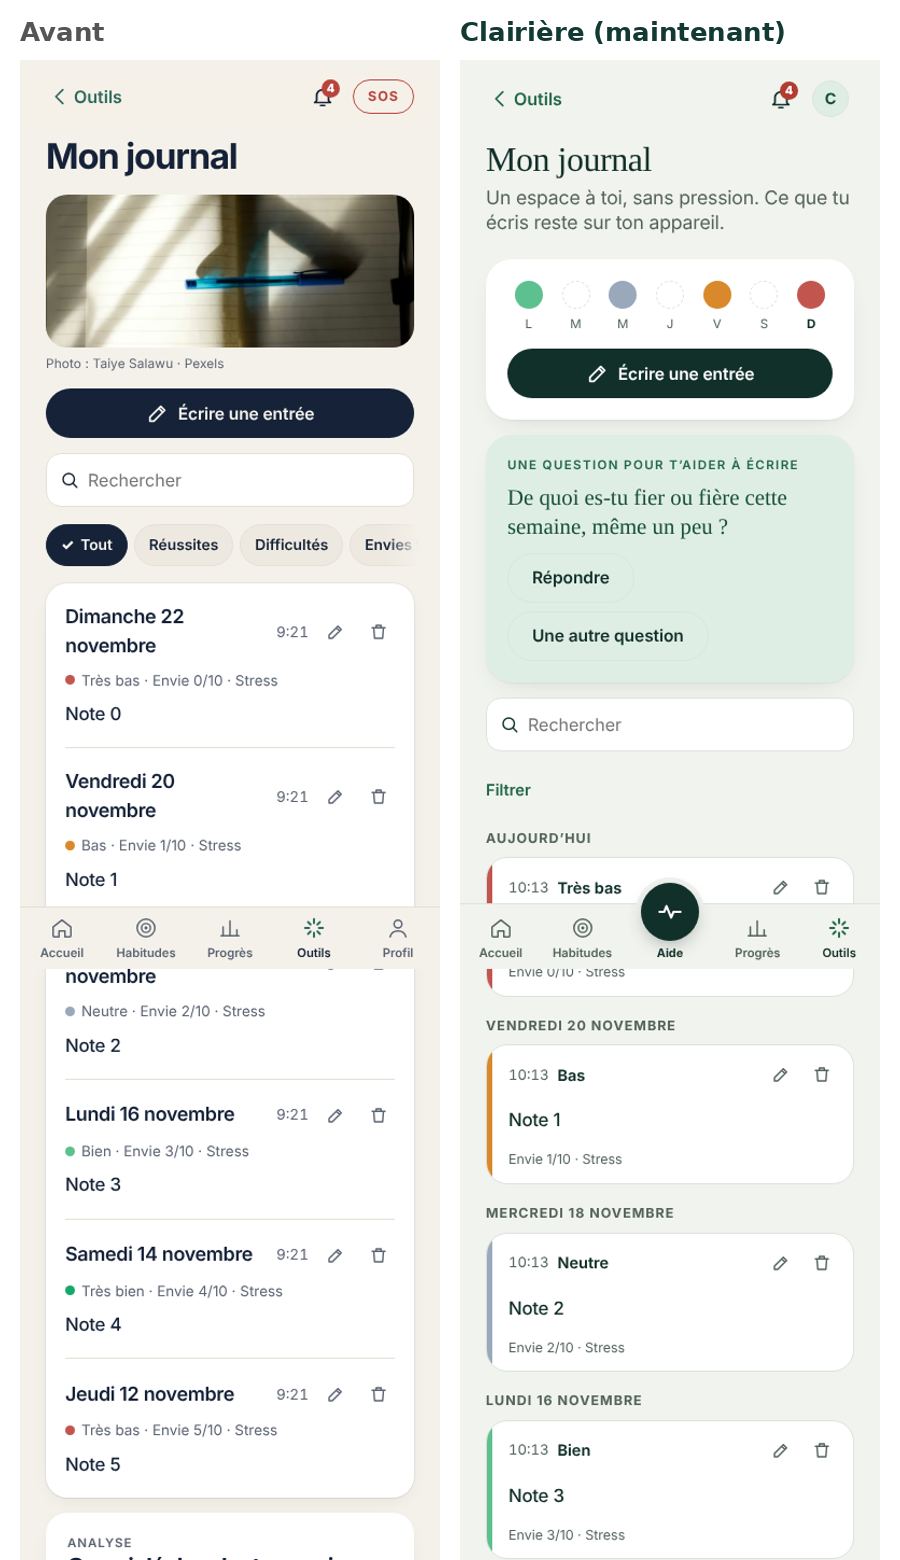 Avant
Outils
4
SOS
Mon journal
Photo : Taiye Salawu · Pexels
Écrire une entrée
Rechercher
Tout
Réussites
Difficultés
Envies
Dimanche 22
novembre
9:21
Très bas · Envie 0/10 · Stress
Note 0
Vendredi 20
novembre
9:21
Bas · Envie 1/10 · Stress
Note 1
Accueil
Habitudes
Progrès
Outils
Profil
novembre
Neutre · Envie 2/10 · Stress
Note 2
Lundi 16 novembre
9:21
Bien · Envie 3/10 · Stress
Note 3
Samedi 14 novembre
9:21
Très bien · Envie 4/10 · Stress
Note 4
Jeudi 12 novembre
9:21
Très bas · Envie 5/10 · Stress
Note 5
ANALYSE
Clairière (maintenant)
Outils
4
C
Mon journal
Un espace à toi, sans pression. Ce que tu
écris reste sur ton appareil.
L M M J V S D
Écrire une entrée
UNE QUESTION POUR T’AIDER À ÉCRIRE
De quoi es-tu fier ou fière cette
semaine, même un peu ?
Répondre
Une autre question
Rechercher
Filtrer
AUJOURD’HUI
10:13 Très bas
Accueil
Habitudes
Aide
Progrès
Outils
Envie 0/10 · Stress
VENDREDI 20 NOVEMBRE
10:13 Bas
Note 1
Envie 1/10 · Stress
MERCREDI 18 NOVEMBRE
10:13 Neutre
Note 2
Envie 2/10 · Stress
LUNDI 16 NOVEMBRE
10:13 Bien
Note 3
Envie 3/10 · Stress